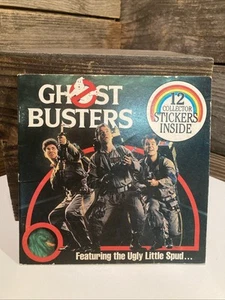 GHOST
BUSTERS
12
COLLECTOR
STICKERS
INSIDE
Featuring the Ugly Little Spud...